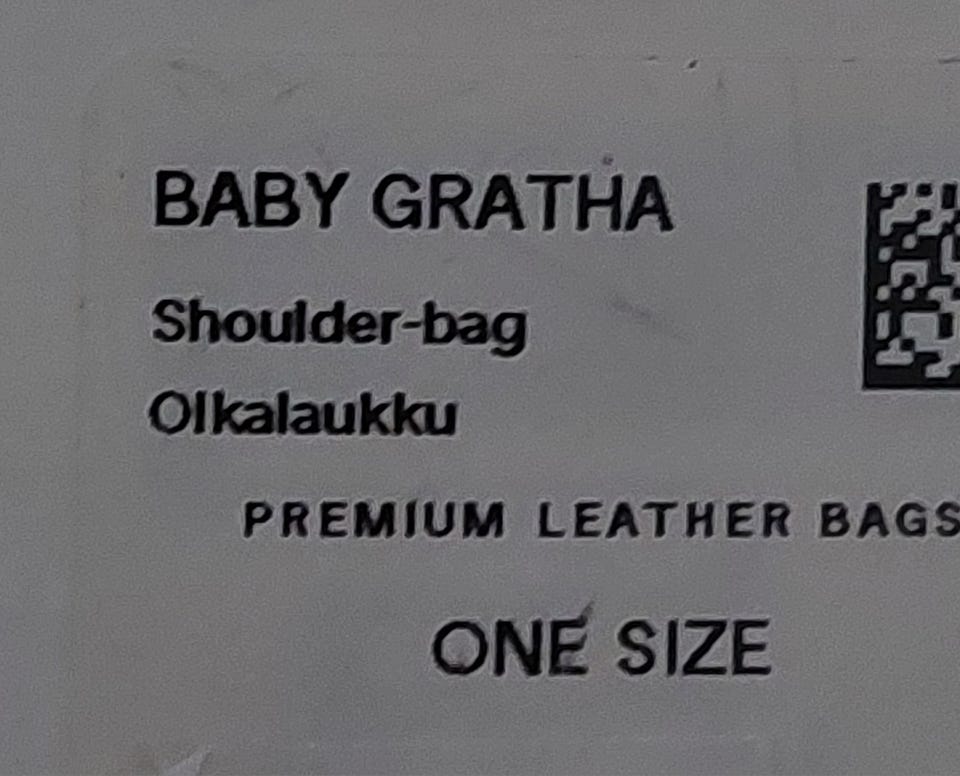 BABY GRATHA
Shoulder-bag
Olkalaukku
PREMIUM LEATHER BAGS
ONE SIZE